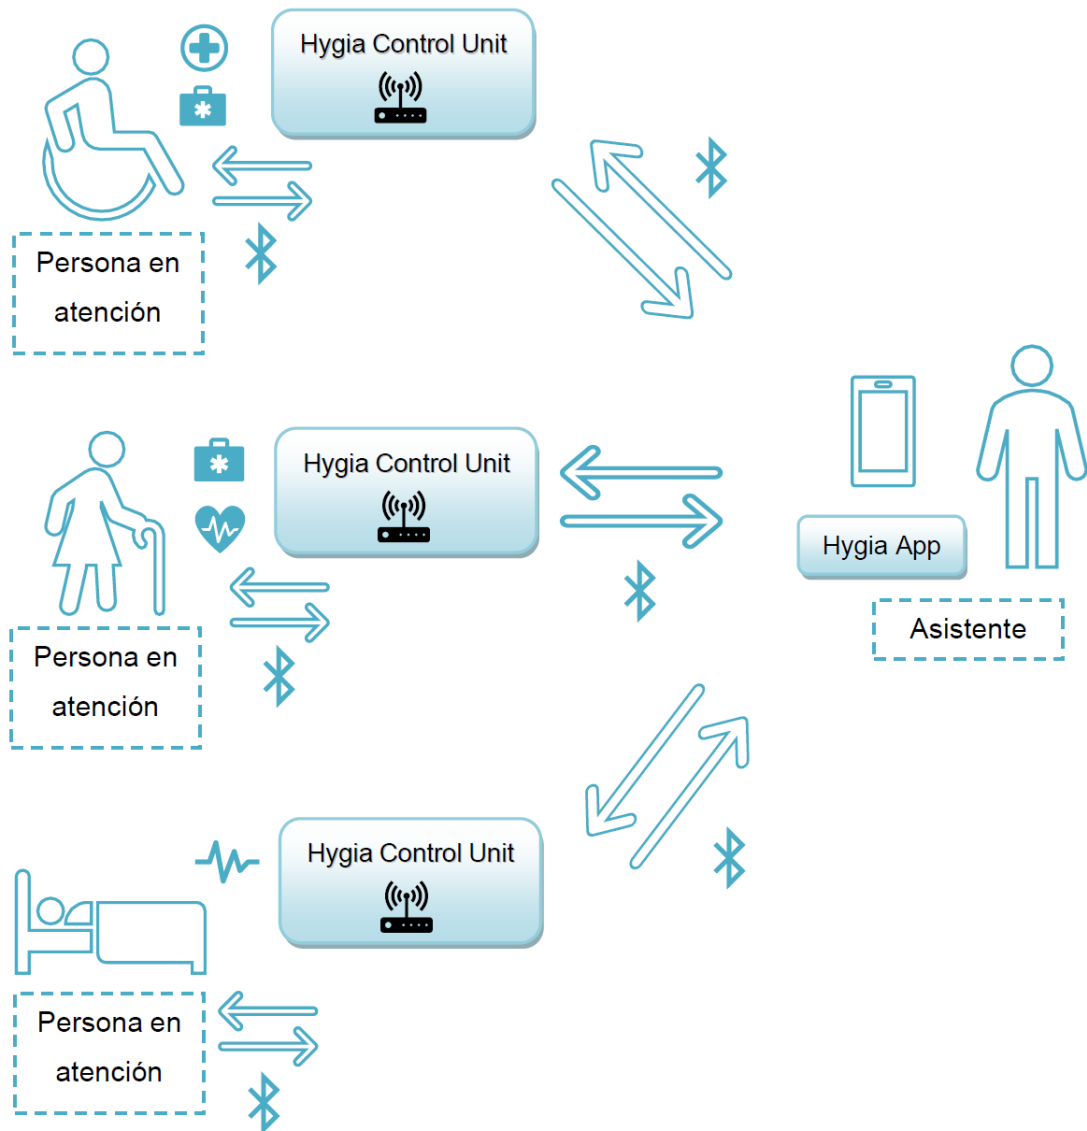 Hygia Control Unit
Persona en
atención
Hygia Control Unit
Hygia App
Persona en
atención
Asistente
Hygia Control Unit
Persona en
atención